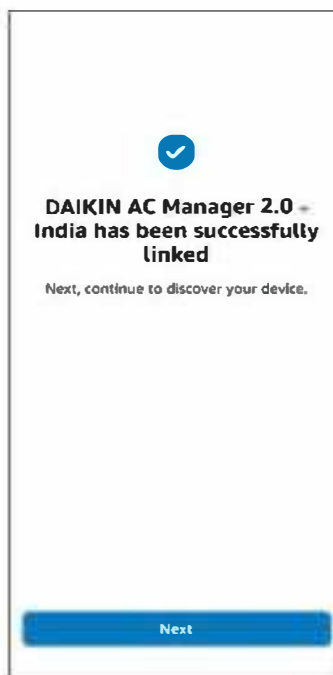 DAIKIN AC Manager 2.0 -
India has been successfully
linked
Next, continue to discover your device.
Next